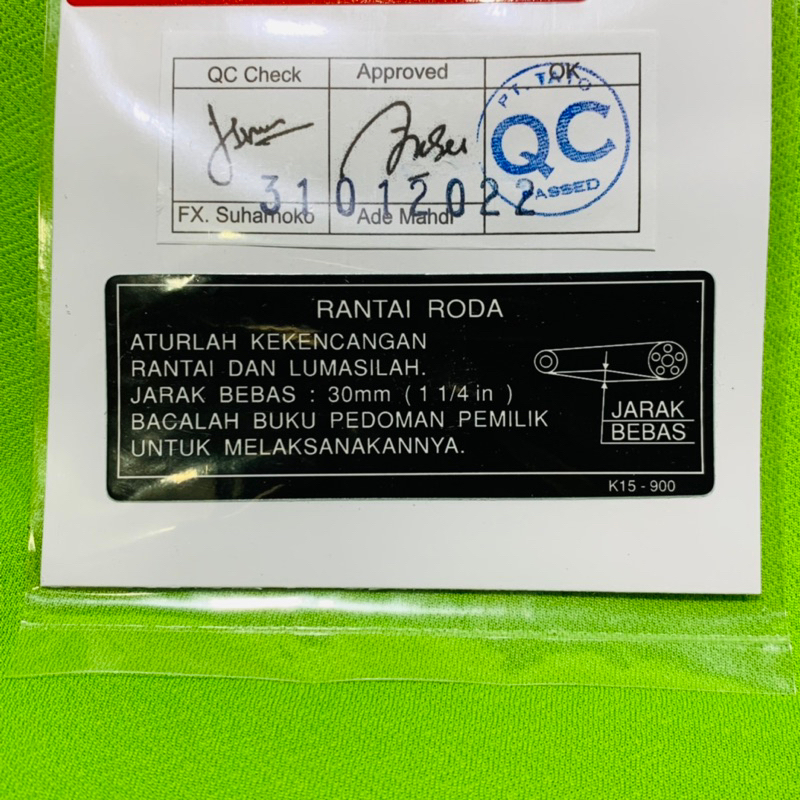 QC Check
Approved
OK
PT. TATO
QC
PASSED
31012022
FX. Suhamoko
Ade Mahdi
RANTAI RODA
ATURLAH KEKENCANGAN
RANTAI DAN LUMASILAH.
JARAK BEBAS : 30mm ( 1 1/4 in )
BACALAH BUKU PEDOMAN PEMILIK
UNTUK MELAKSANAKANNYA.
JARAK
BEBAS
K15 - 900